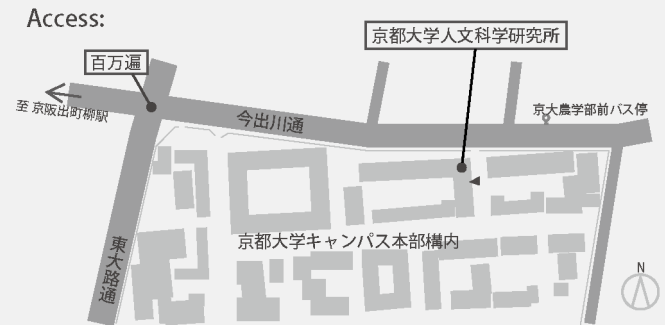 Access:
京都大学人文科学研究所
百万遍
至 京阪出町柳駅
今出川通
京大農学部前バス停
東大路通
京都大学キャンパス本部構内
N